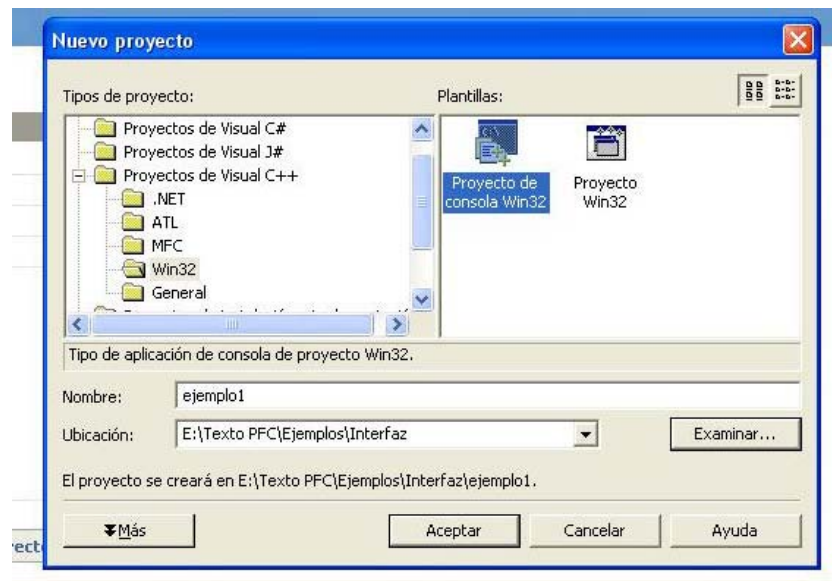 Nuevo proyecto
Tipos de proyecto:
Plantillas:
Proyectos de Visual C#
Proyectos de Visual J#
Proyectos de Visual C++
.NET
ATL
MFC
Win32
General
Proyecto de
consola Win32
Proyecto
Win32
Tipo de aplicación de consola de proyecto Win32.
Nombre:
ejemplo1
Ubicación:
E:\Texto PFC\Ejemplos\Interfaz
Examinar...
El proyecto se creará en E:\Texto PFC\Ejemplos\Interfaz\ejemplo1.
Más
Aceptar
Cancelar
Ayuda